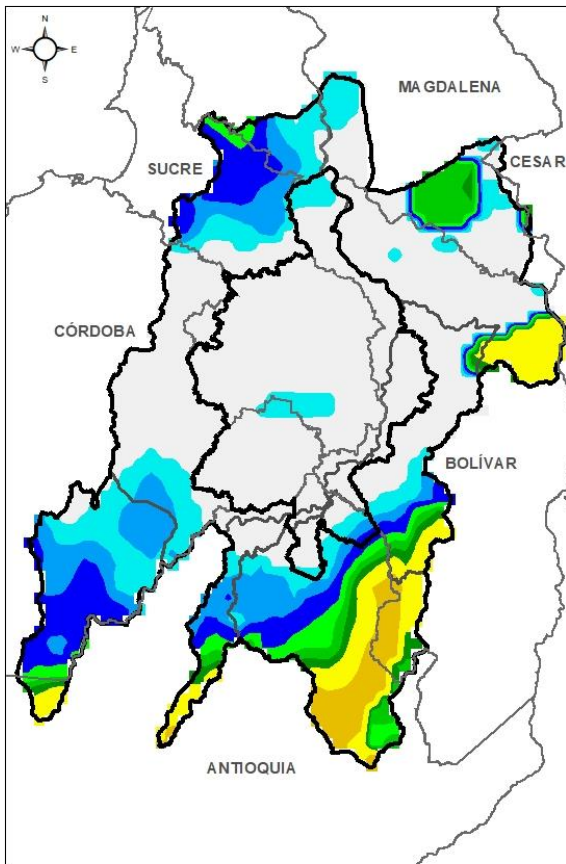 N
W E
S
MAGDALENA
CESAR
SUCRE
CÓRDOBA
BOLÍVAR
ANTIOQUIA